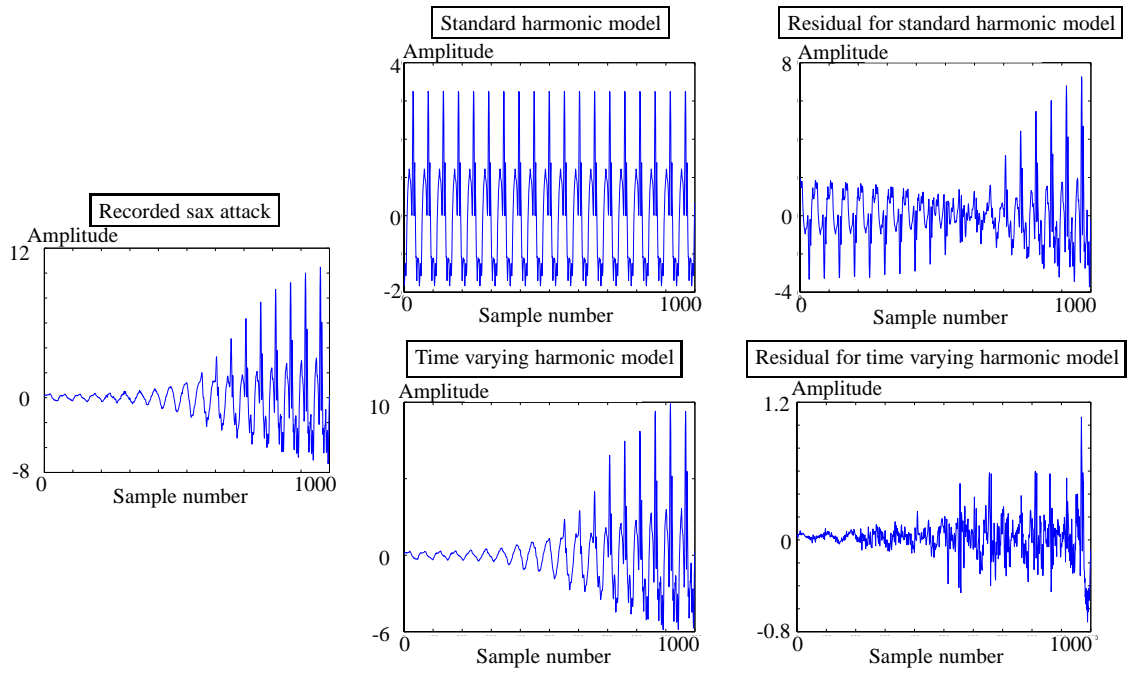 Recorded sax attack
Amplitude
12
0
-8
0
1000
Sample number
Standard harmonic model
Amplitude
4
0
-2
0
1000
Sample number
Residual for standard harmonic model
Amplitude
8
0
-4
0
1000
Sample number
Time varying harmonic model
Amplitude
10
0
-6
0
1000
Sample number
Residual for time varying harmonic model
Amplitude
1.2
0
-0.8
0
1000
Sample number